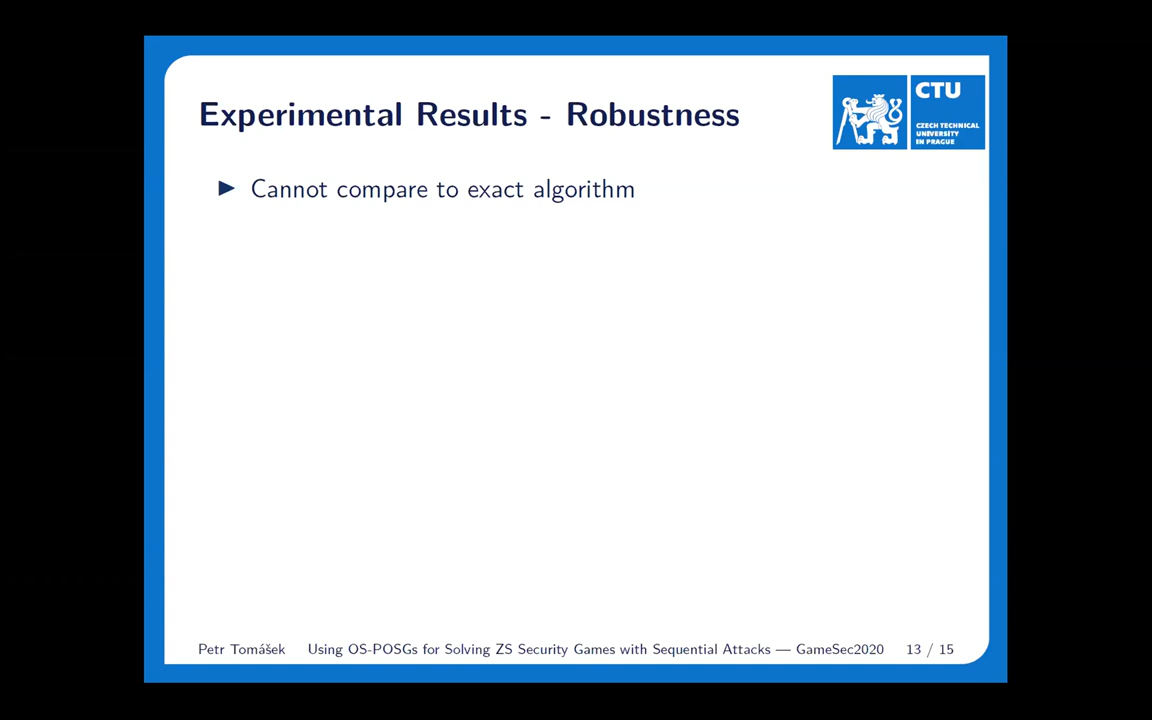 Experimental Results - Robustness
CTU
CZECH TECHNICAL
UNIVERSITY
IN PRAGUE
▶ Cannot compare to exact algorithm
Petr Tomášek Using OS-POSGs for Solving ZS Security Games with Sequential Attacks — GameSec2020 13 / 15